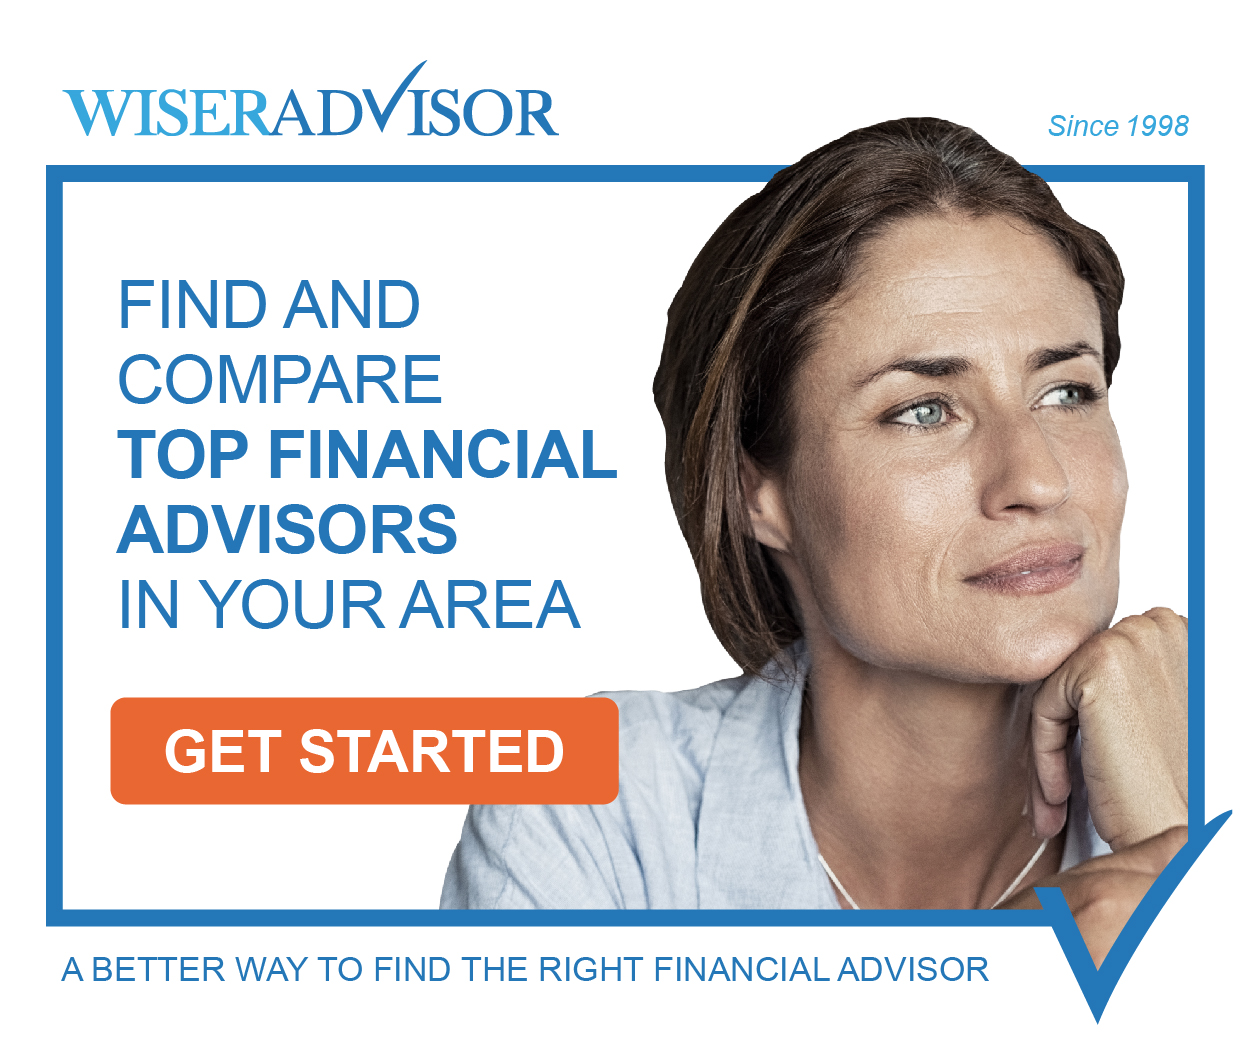 WISERADVISOR
Since 1998
FIND AND
COMPARE
TOP FINANCIAL
ADVISORS
IN YOUR AREA
GET STARTED
A BETTER WAY TO FIND THE RIGHT FINANCIAL ADVISOR